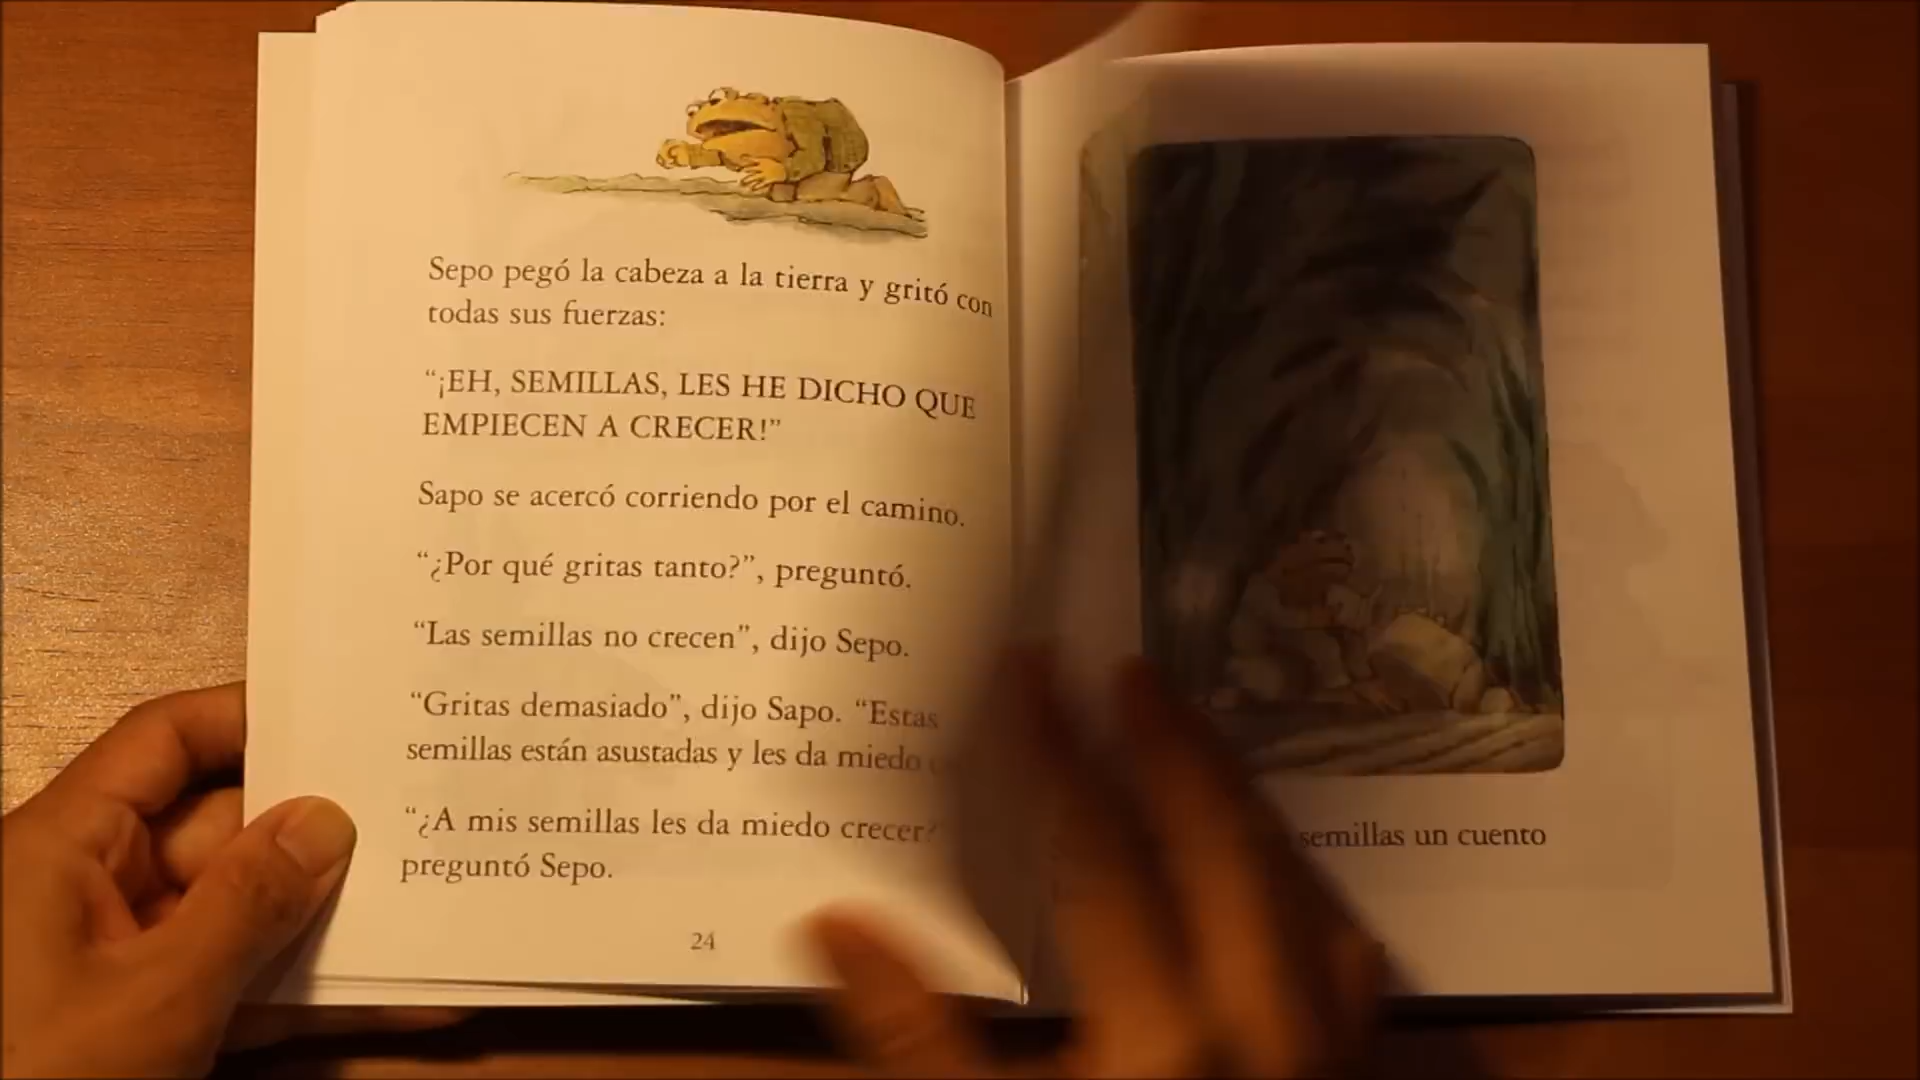 Sepo pegó la cabeza a la tierra y gritó con
todas sus fuerzas:
“¡EH, SEMILLAS, LES HE DICHO QUE
EMPIECEN A CRECER!”
Sapo se acercó corriendo por el camino.
“¿Por qué gritas tanto?”, preguntó.
“Las semillas no crecen”, dijo Sepo.
“Gritas demasiado”, dijo Sapo. “Estas
semillas están asustadas y les da miedo
“¿A mis semillas les da miedo crecer?
preguntó Sepo.
24
semillas un cuento